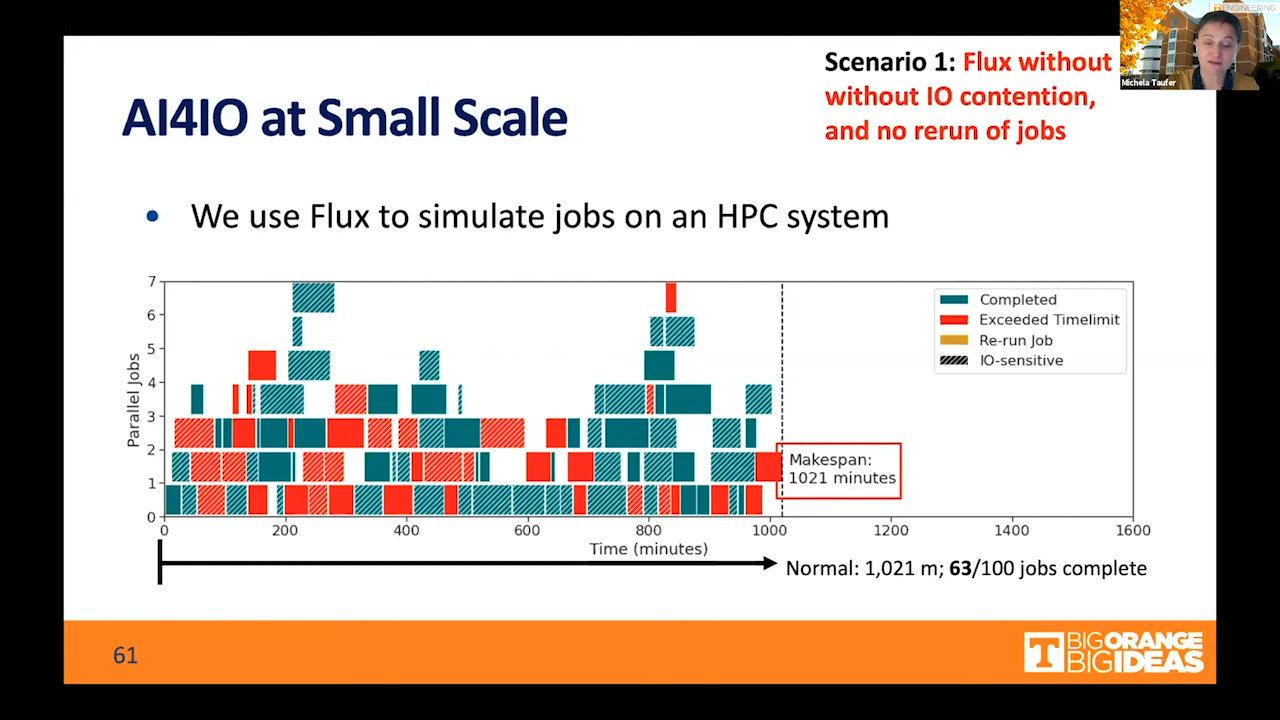 ENGINEERING
Michela Taufer
Scenario 1: Flux without
without IO contention,
and no rerun of jobs
AI4IO at Small Scale
• We use Flux to simulate jobs on an HPC system
7
6
5
4
3
2
1
0
Parallel Jobs
Completed
Exceeded Timelimit
Re-run Job
IO-sensitive
Makespan:
1021 minutes
0 200 400 600 800 1000 1200 1400 1600
Time (minutes)
Normal: 1,021 m; 63/100 jobs complete
61
T BIG ORANGE
BIG IDEAS